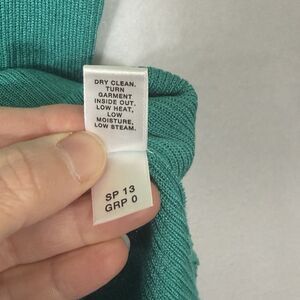 DRY CLEAN.
TURN
GARMENT
INSIDE OUT.
LOW HEAT,
LOW
MOISTURE,
LOW STEAM.
SP 13
GRP 0